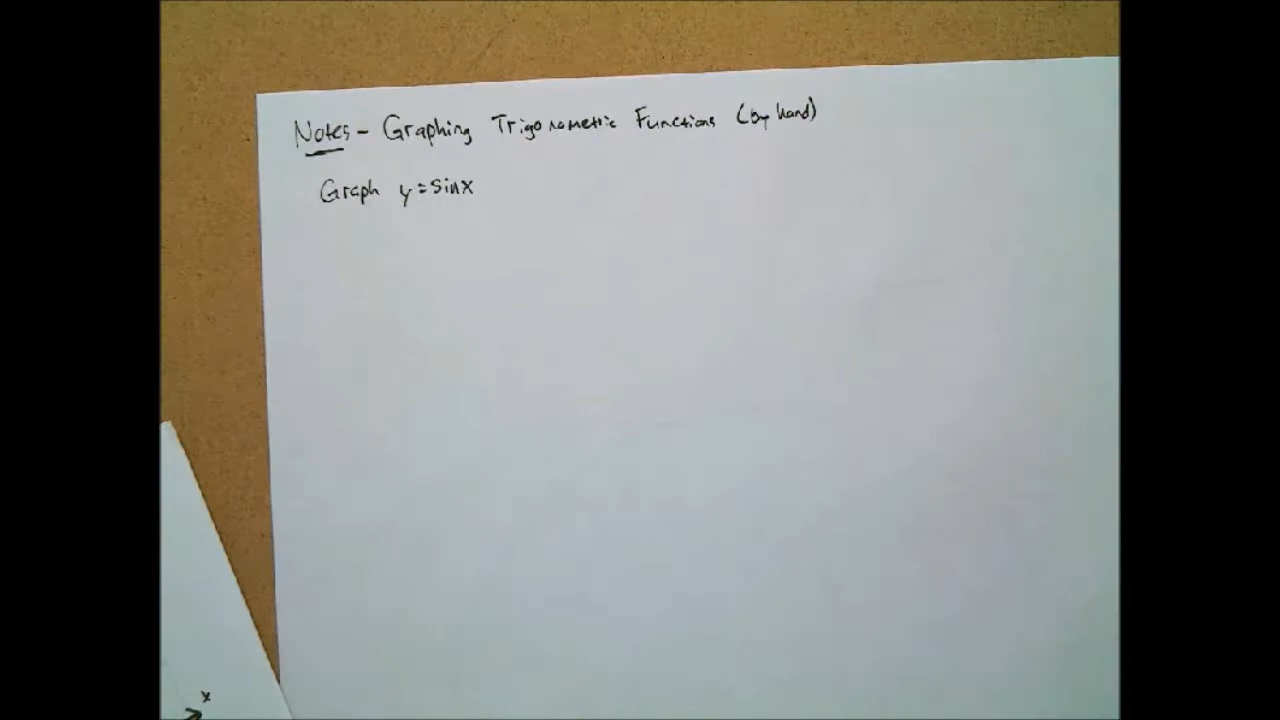 Notes - Graphing Trigonometric Functions (by hand)
Graph y = sinx
x